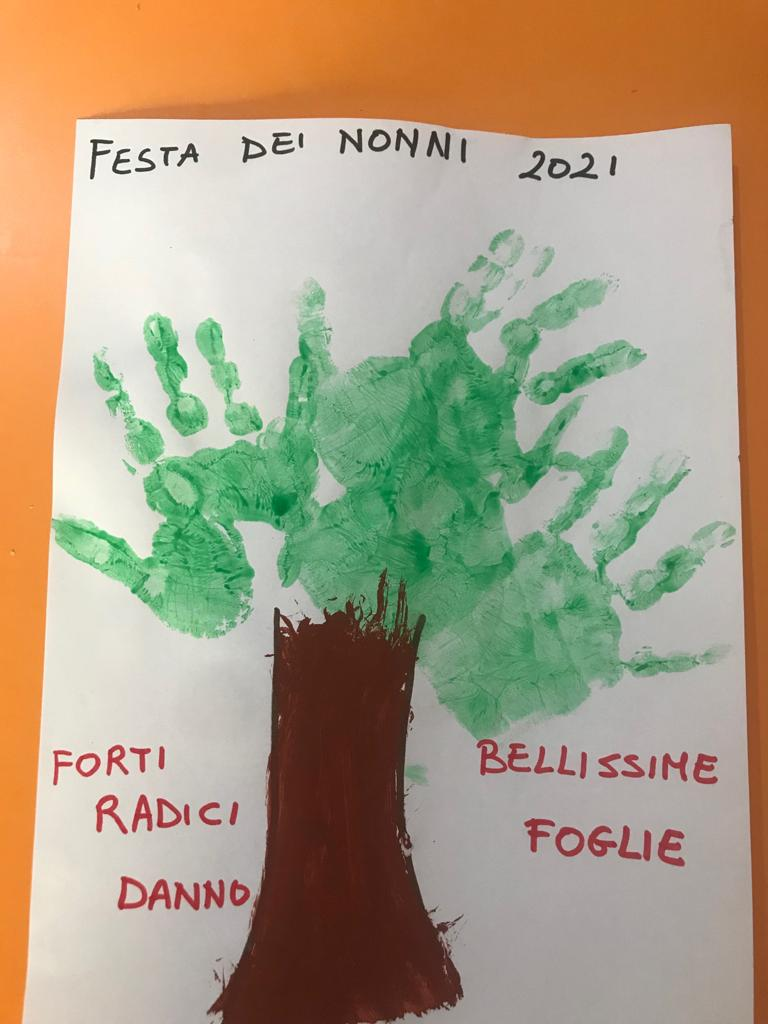 FESTA DEI NONNI 2021
FORTI
RADICI
DANNO
BELLISSIME
FOGLIE